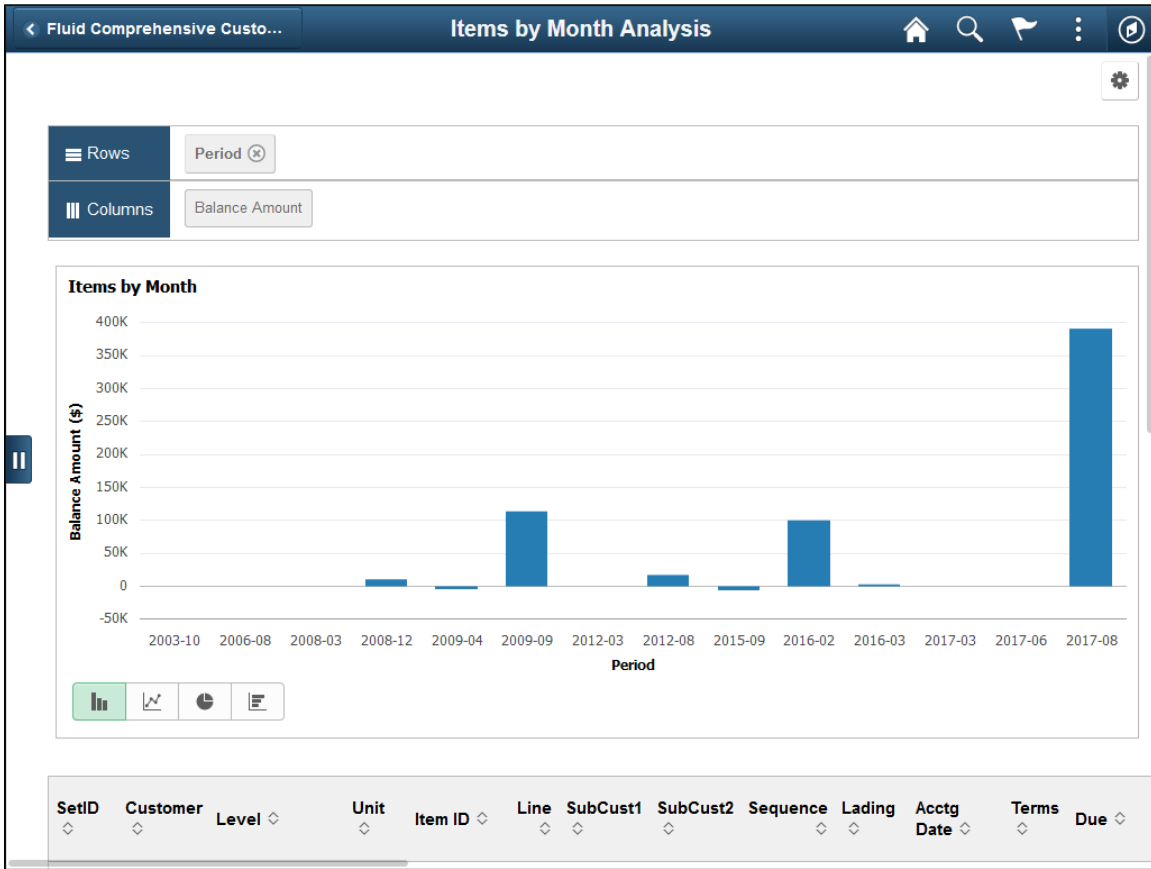 Fluid Comprehensive Custo...
Items by Month Analysis
Rows
Period
Columns
Balance Amount
Items by Month
400K
350K
300K
250K
200K
150K
100K
50K
0
-50K
Balance Amount ($)
2003-10 2006-08 2008-03 2008-12 2009-04 2009-09 2012-03 2012-08 2015-09 2016-02 2016-03 2017-03 2017-06 2017-08
Period
SetID Customer Level Unit Item ID Line SubCust1 SubCust2 Sequence Lading Acctg Terms Due
Date